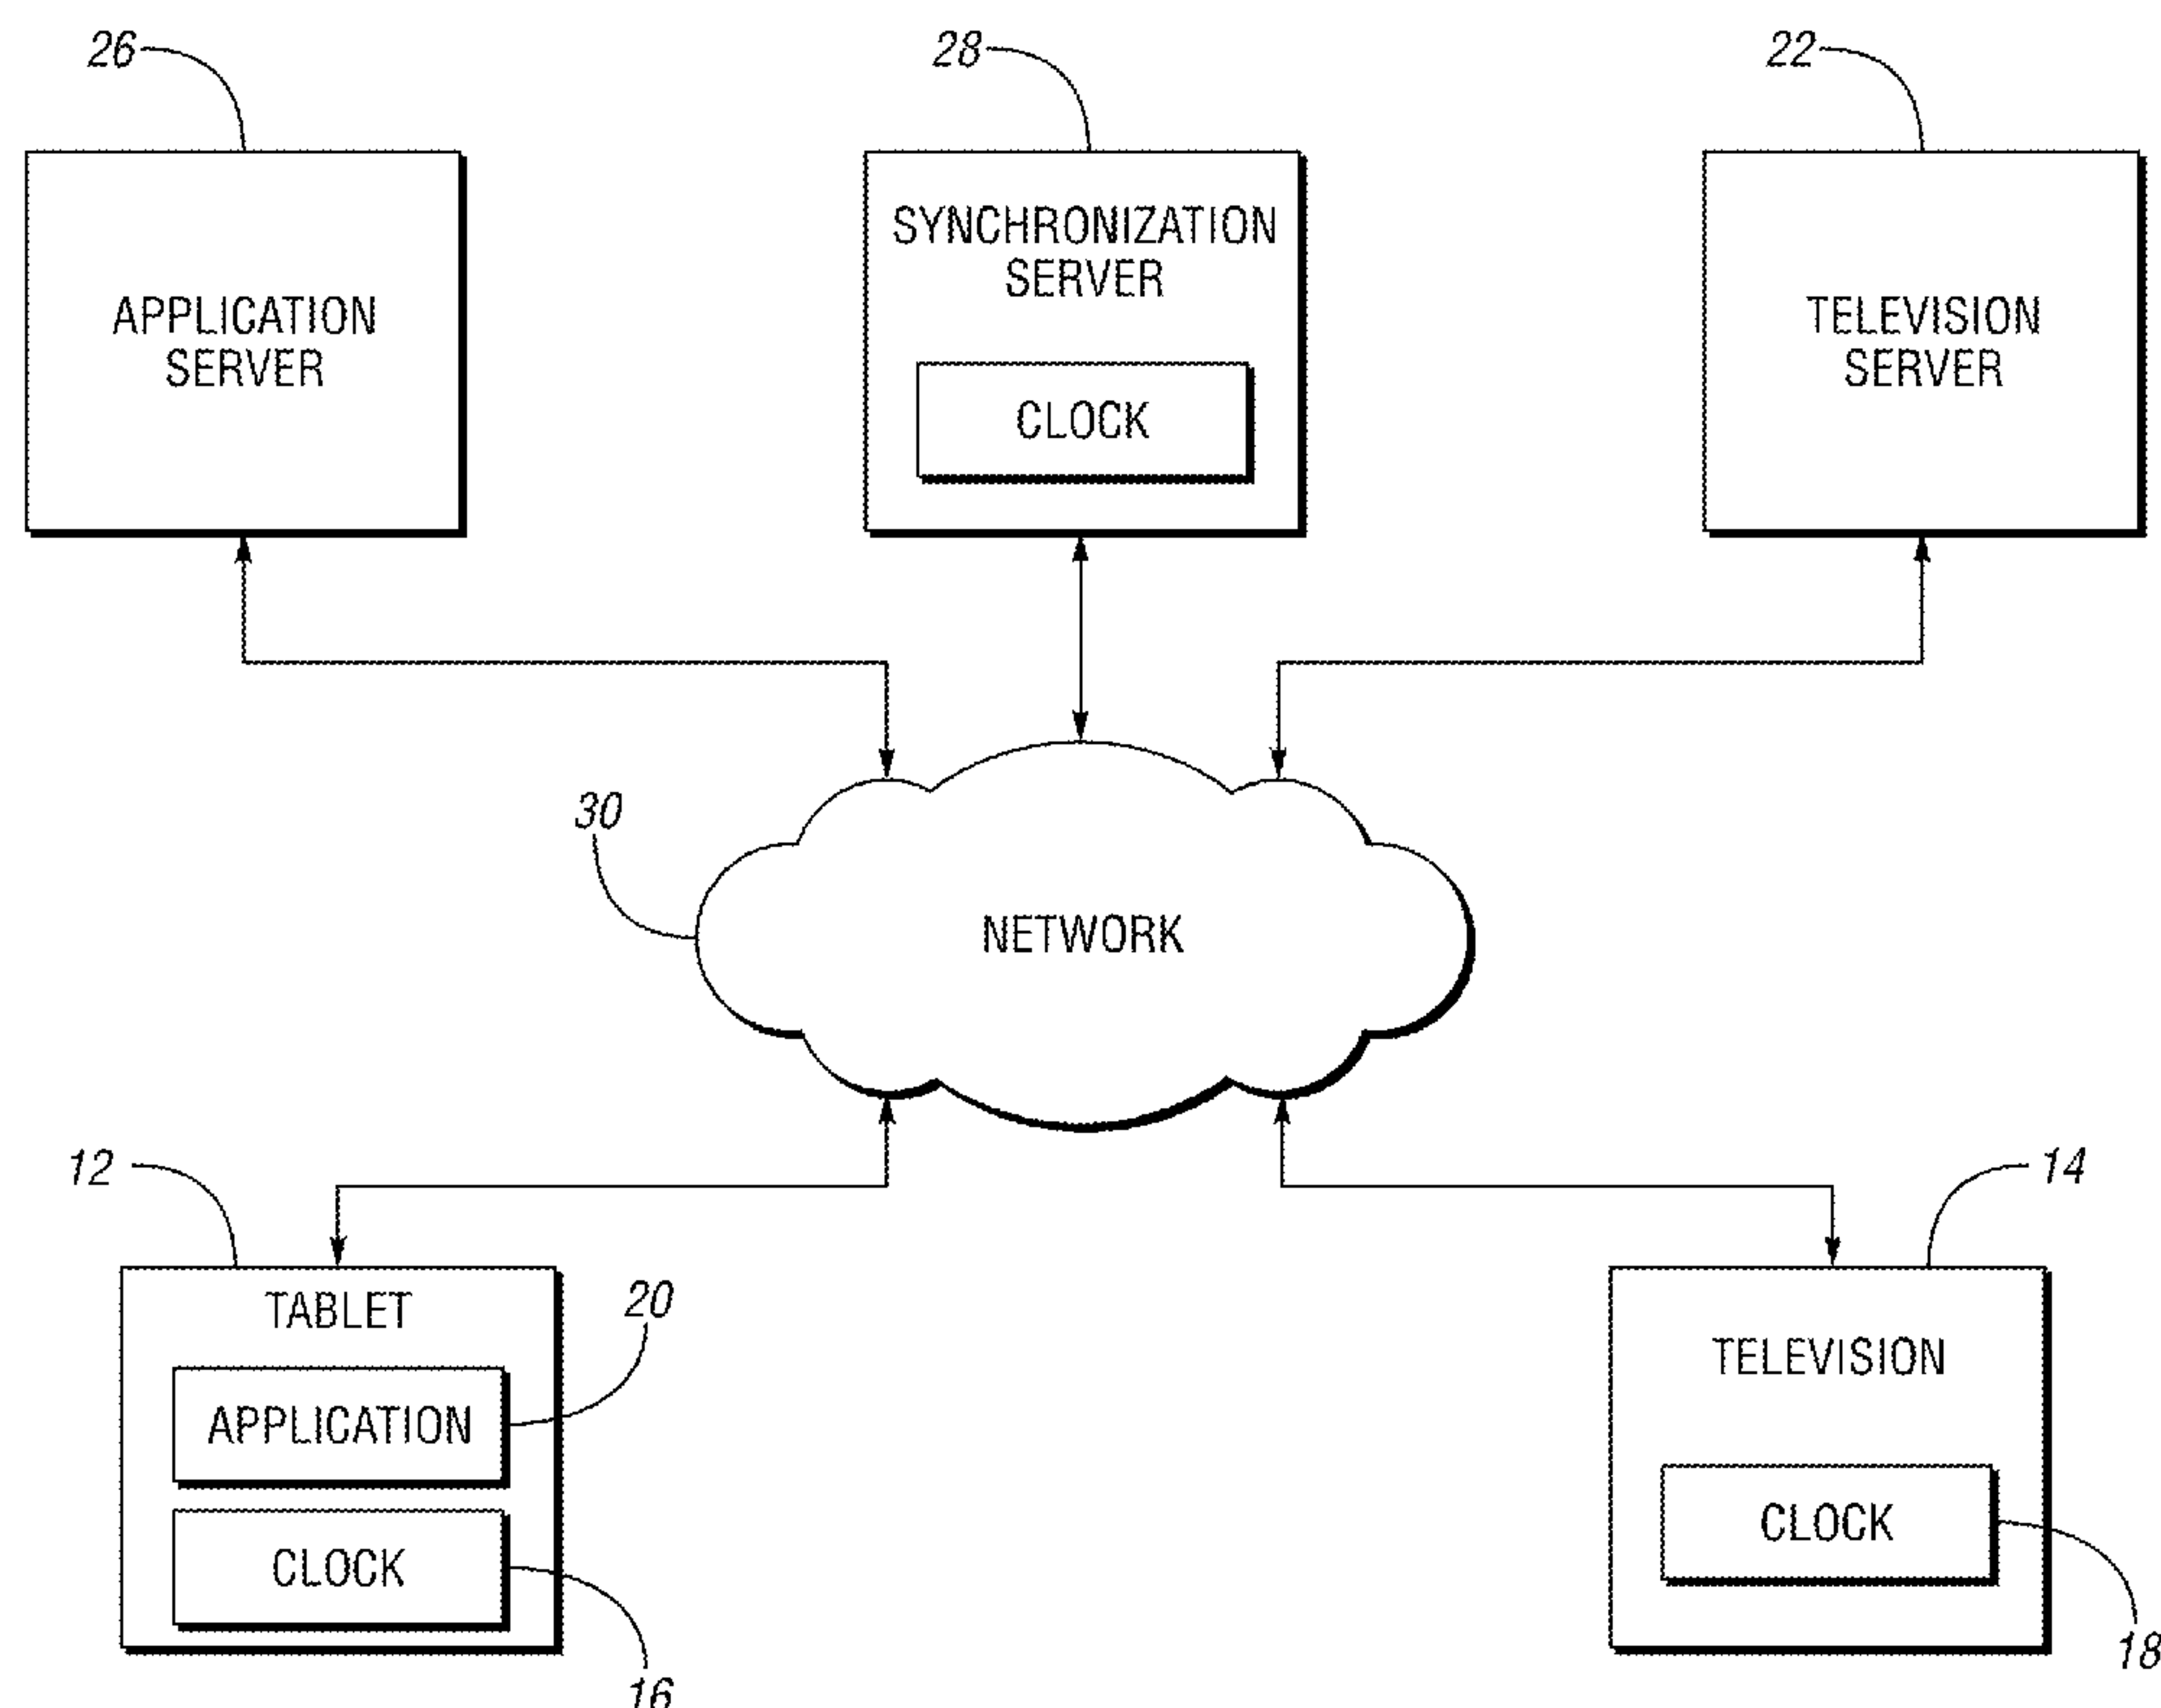 26
28
22
APPLICATION
SERVER
SYNCHRONIZATION
SERVER
CLOCK
TELEVISION
SERVER
30
NETWORK
12
14
TABLET
20
APPLICATION
CLOCK
16
TELEVISION
CLOCK
18